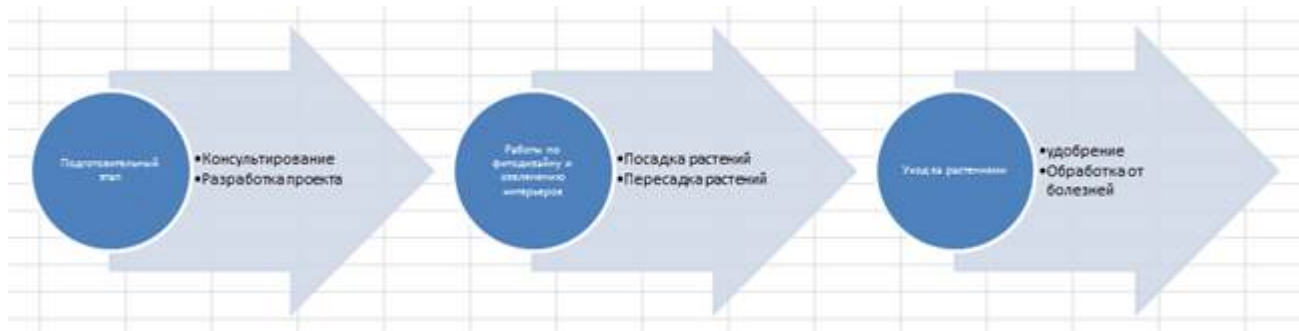 Подготовительный
этап
•Консультирование
•Разработка проекта
Работы по
фитодизайну и
озеленению
интерьеров
•Посадка растений
•Пересадка растений
Уход за растениями
•удобрение
•Обработка от
болезней